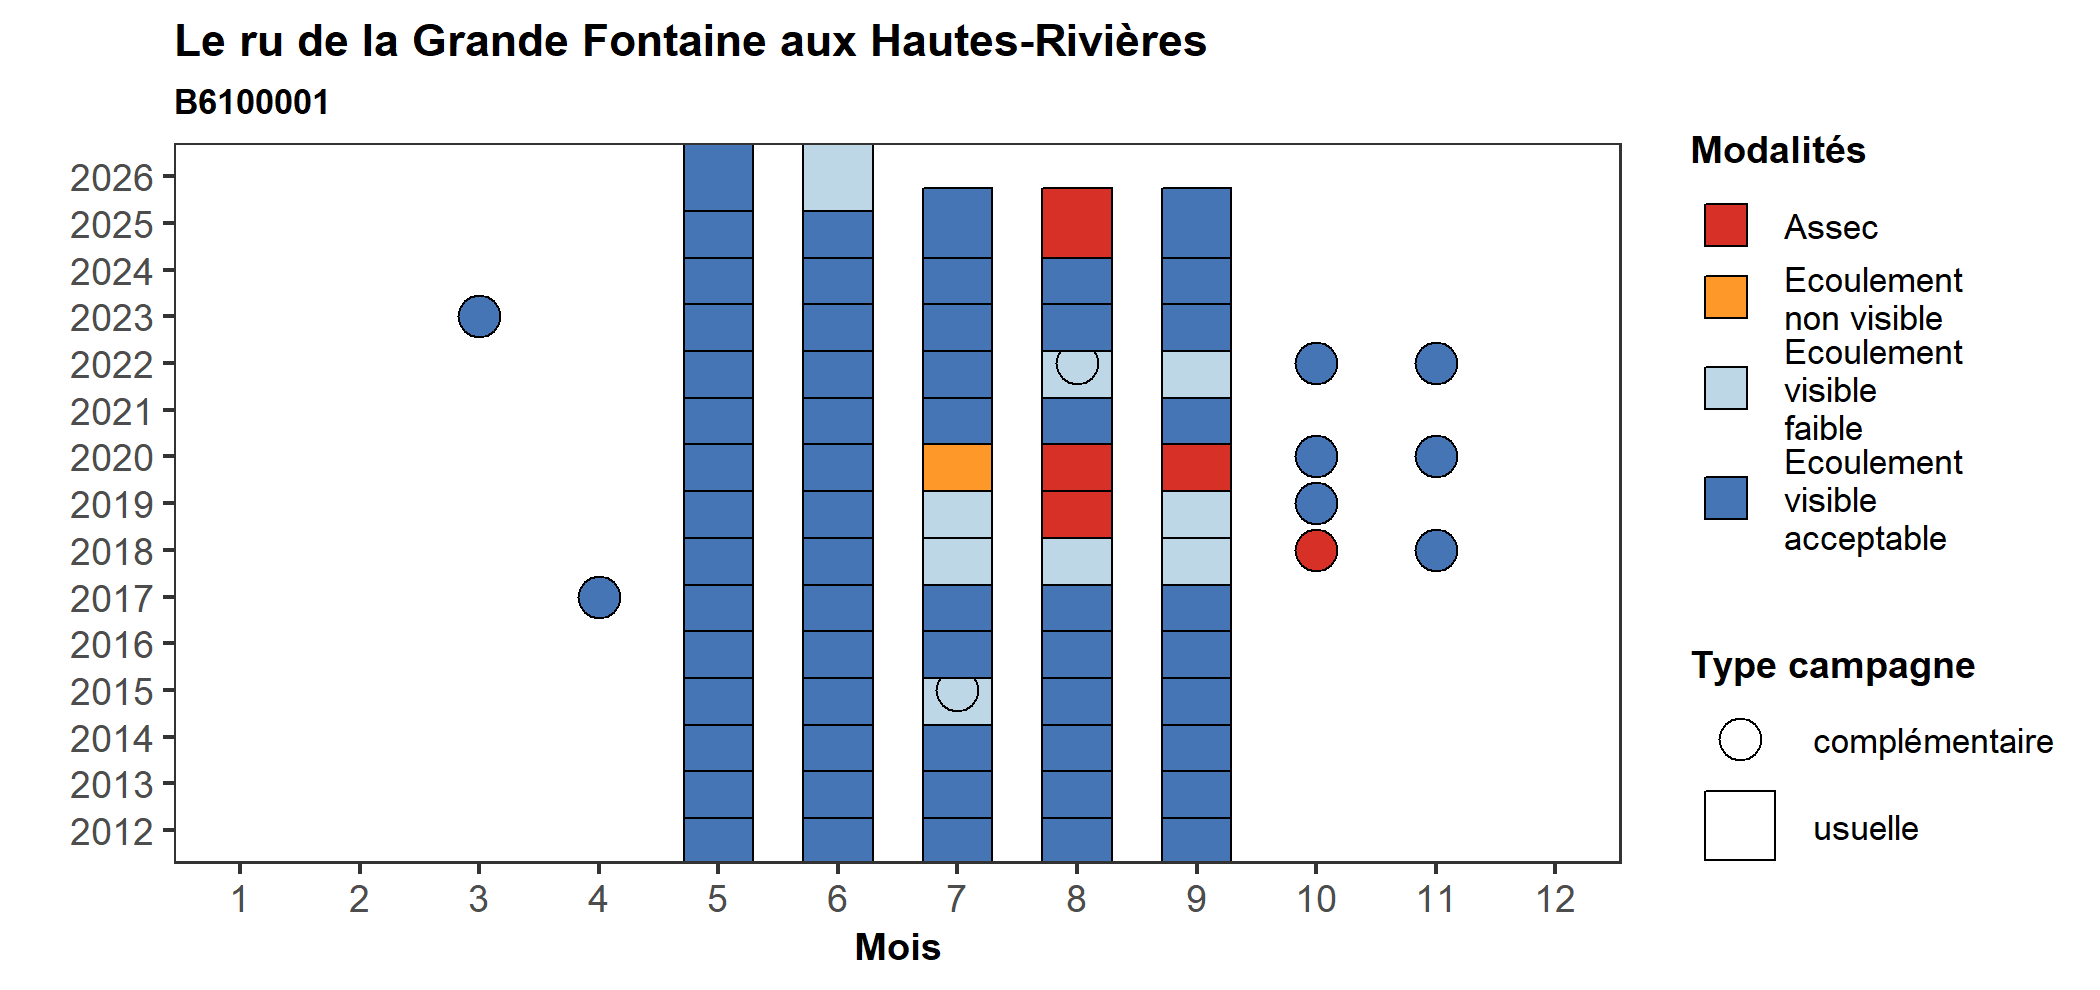 Le ru de la Grande Fontaine aux Hautes-Rivières
B6100001
2026
2025
2024
2023
2022
2021
2020
2019
2018
2017
2016
2015
2014
2013
2012
1 2 3 4 5 6 7 8 9 10 11 12
Mois
Modalités
Assec
Ecoulement
non visible
Ecoulement
visible
faible
Ecoulement
visible
acceptable
Type campagne
complémentaire
usuelle